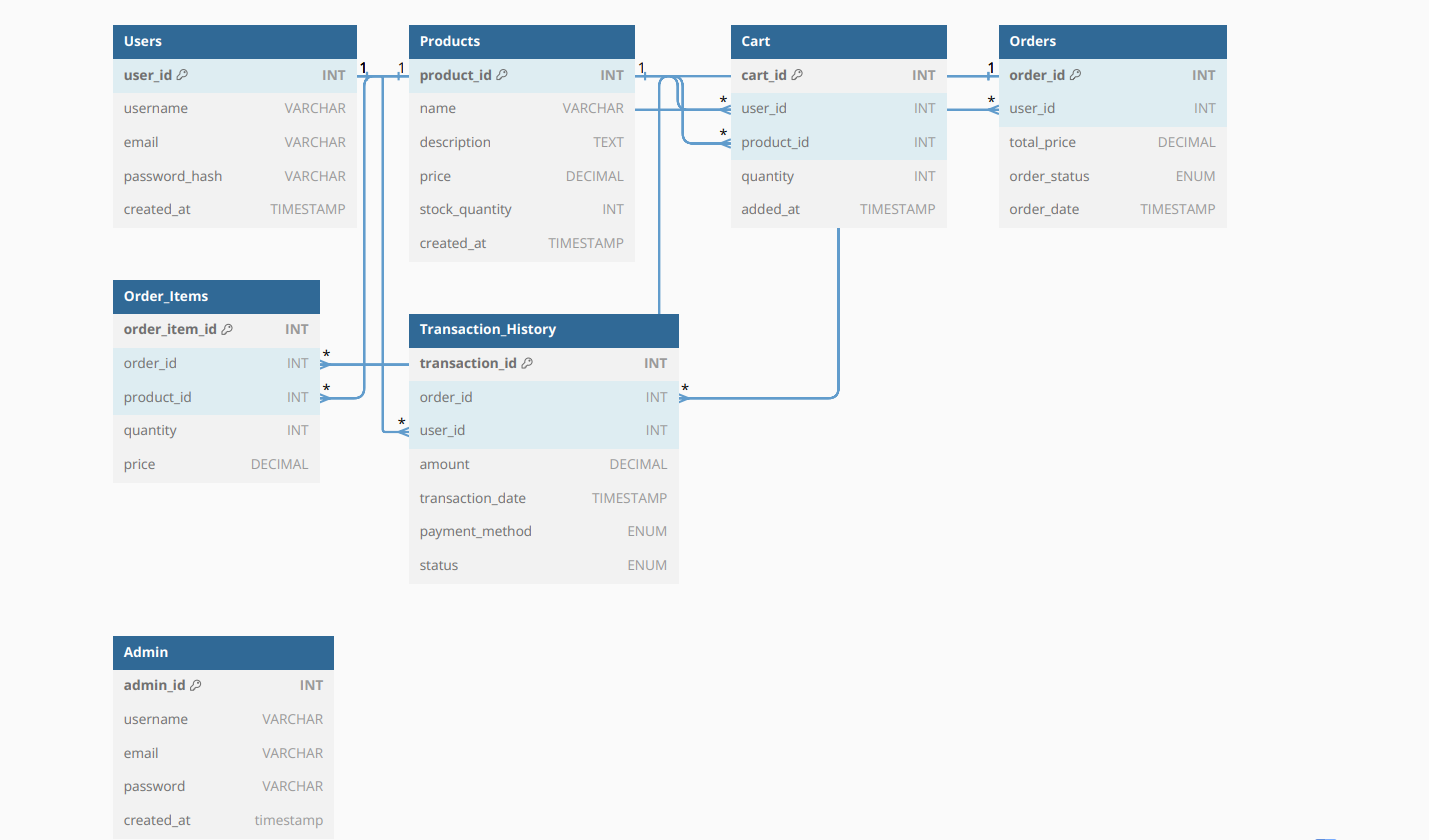 Users
user_id INT
username VARCHAR
email VARCHAR
password_hash VARCHAR
created_at TIMESTAMP
1
1
Products
product_id INT
name VARCHAR
description TEXT
price DECIMAL
stock_quantity INT
created_at TIMESTAMP
1
*
*
Cart
cart_id INT
user_id INT
product_id INT
quantity INT
added_at TIMESTAMP
1
*
Orders
order_id INT
user_id INT
total_price DECIMAL
order_status ENUM
order_date TIMESTAMP
Order_Items
order_item_id INT
order_id INT
product_id INT
quantity INT
price DECIMAL
*
*
*
Transaction_History
transaction_id INT
order_id INT
user_id INT
amount DECIMAL
transaction_date TIMESTAMP
payment_method ENUM
status ENUM
*
Admin
admin_id INT
username VARCHAR
email VARCHAR
password VARCHAR
created_at timestamp